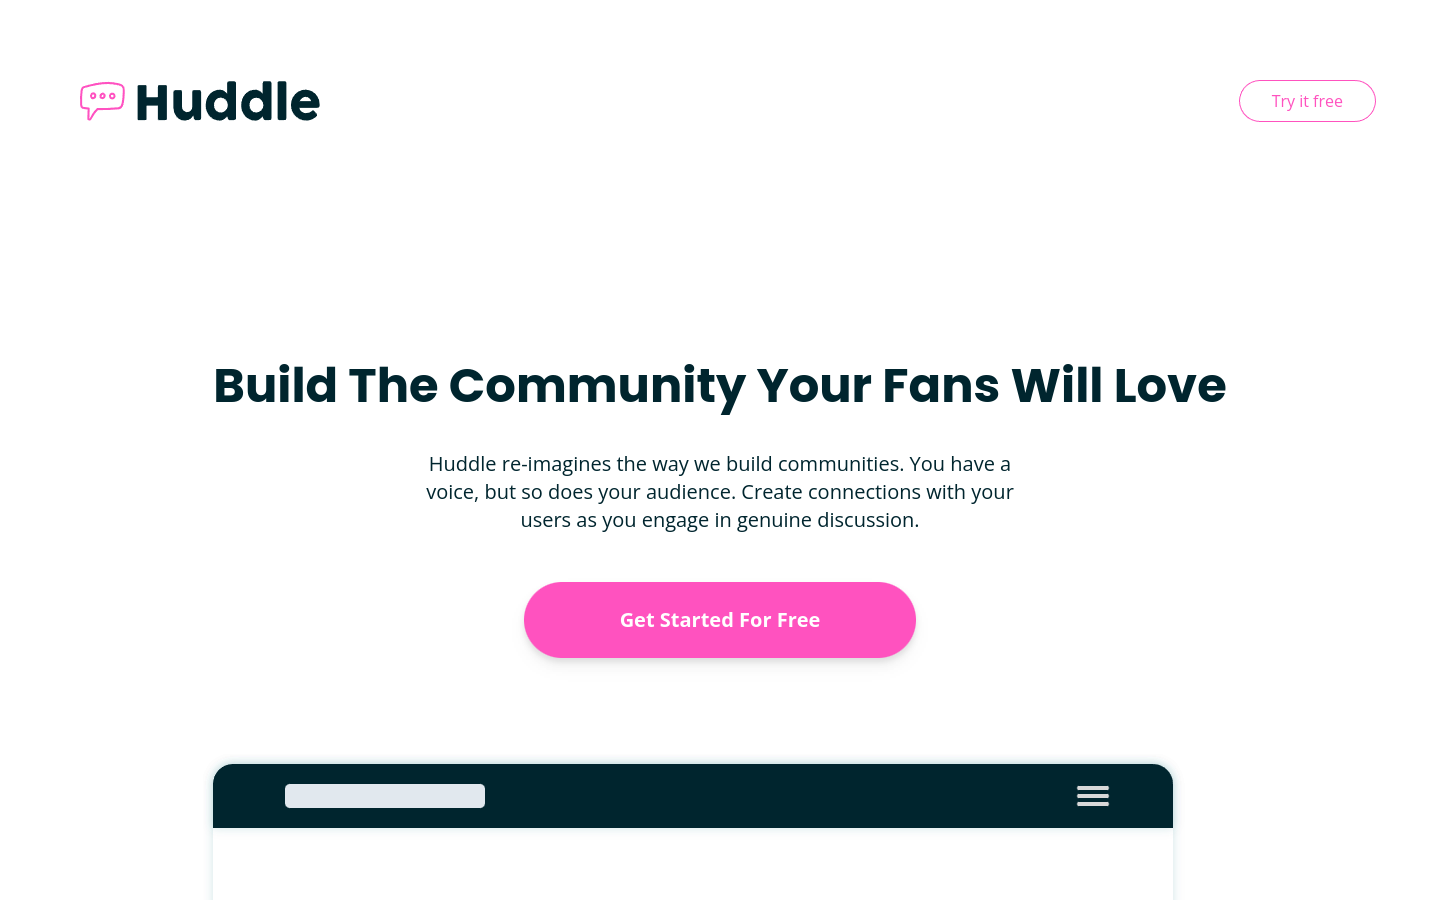 Huddle
Try it free
Build The Community Your Fans Will Love
Huddle re-imagines the way we build communities. You have a
voice, but so does your audience. Create connections with your
users as you engage in genuine discussion.
Get Started For Free